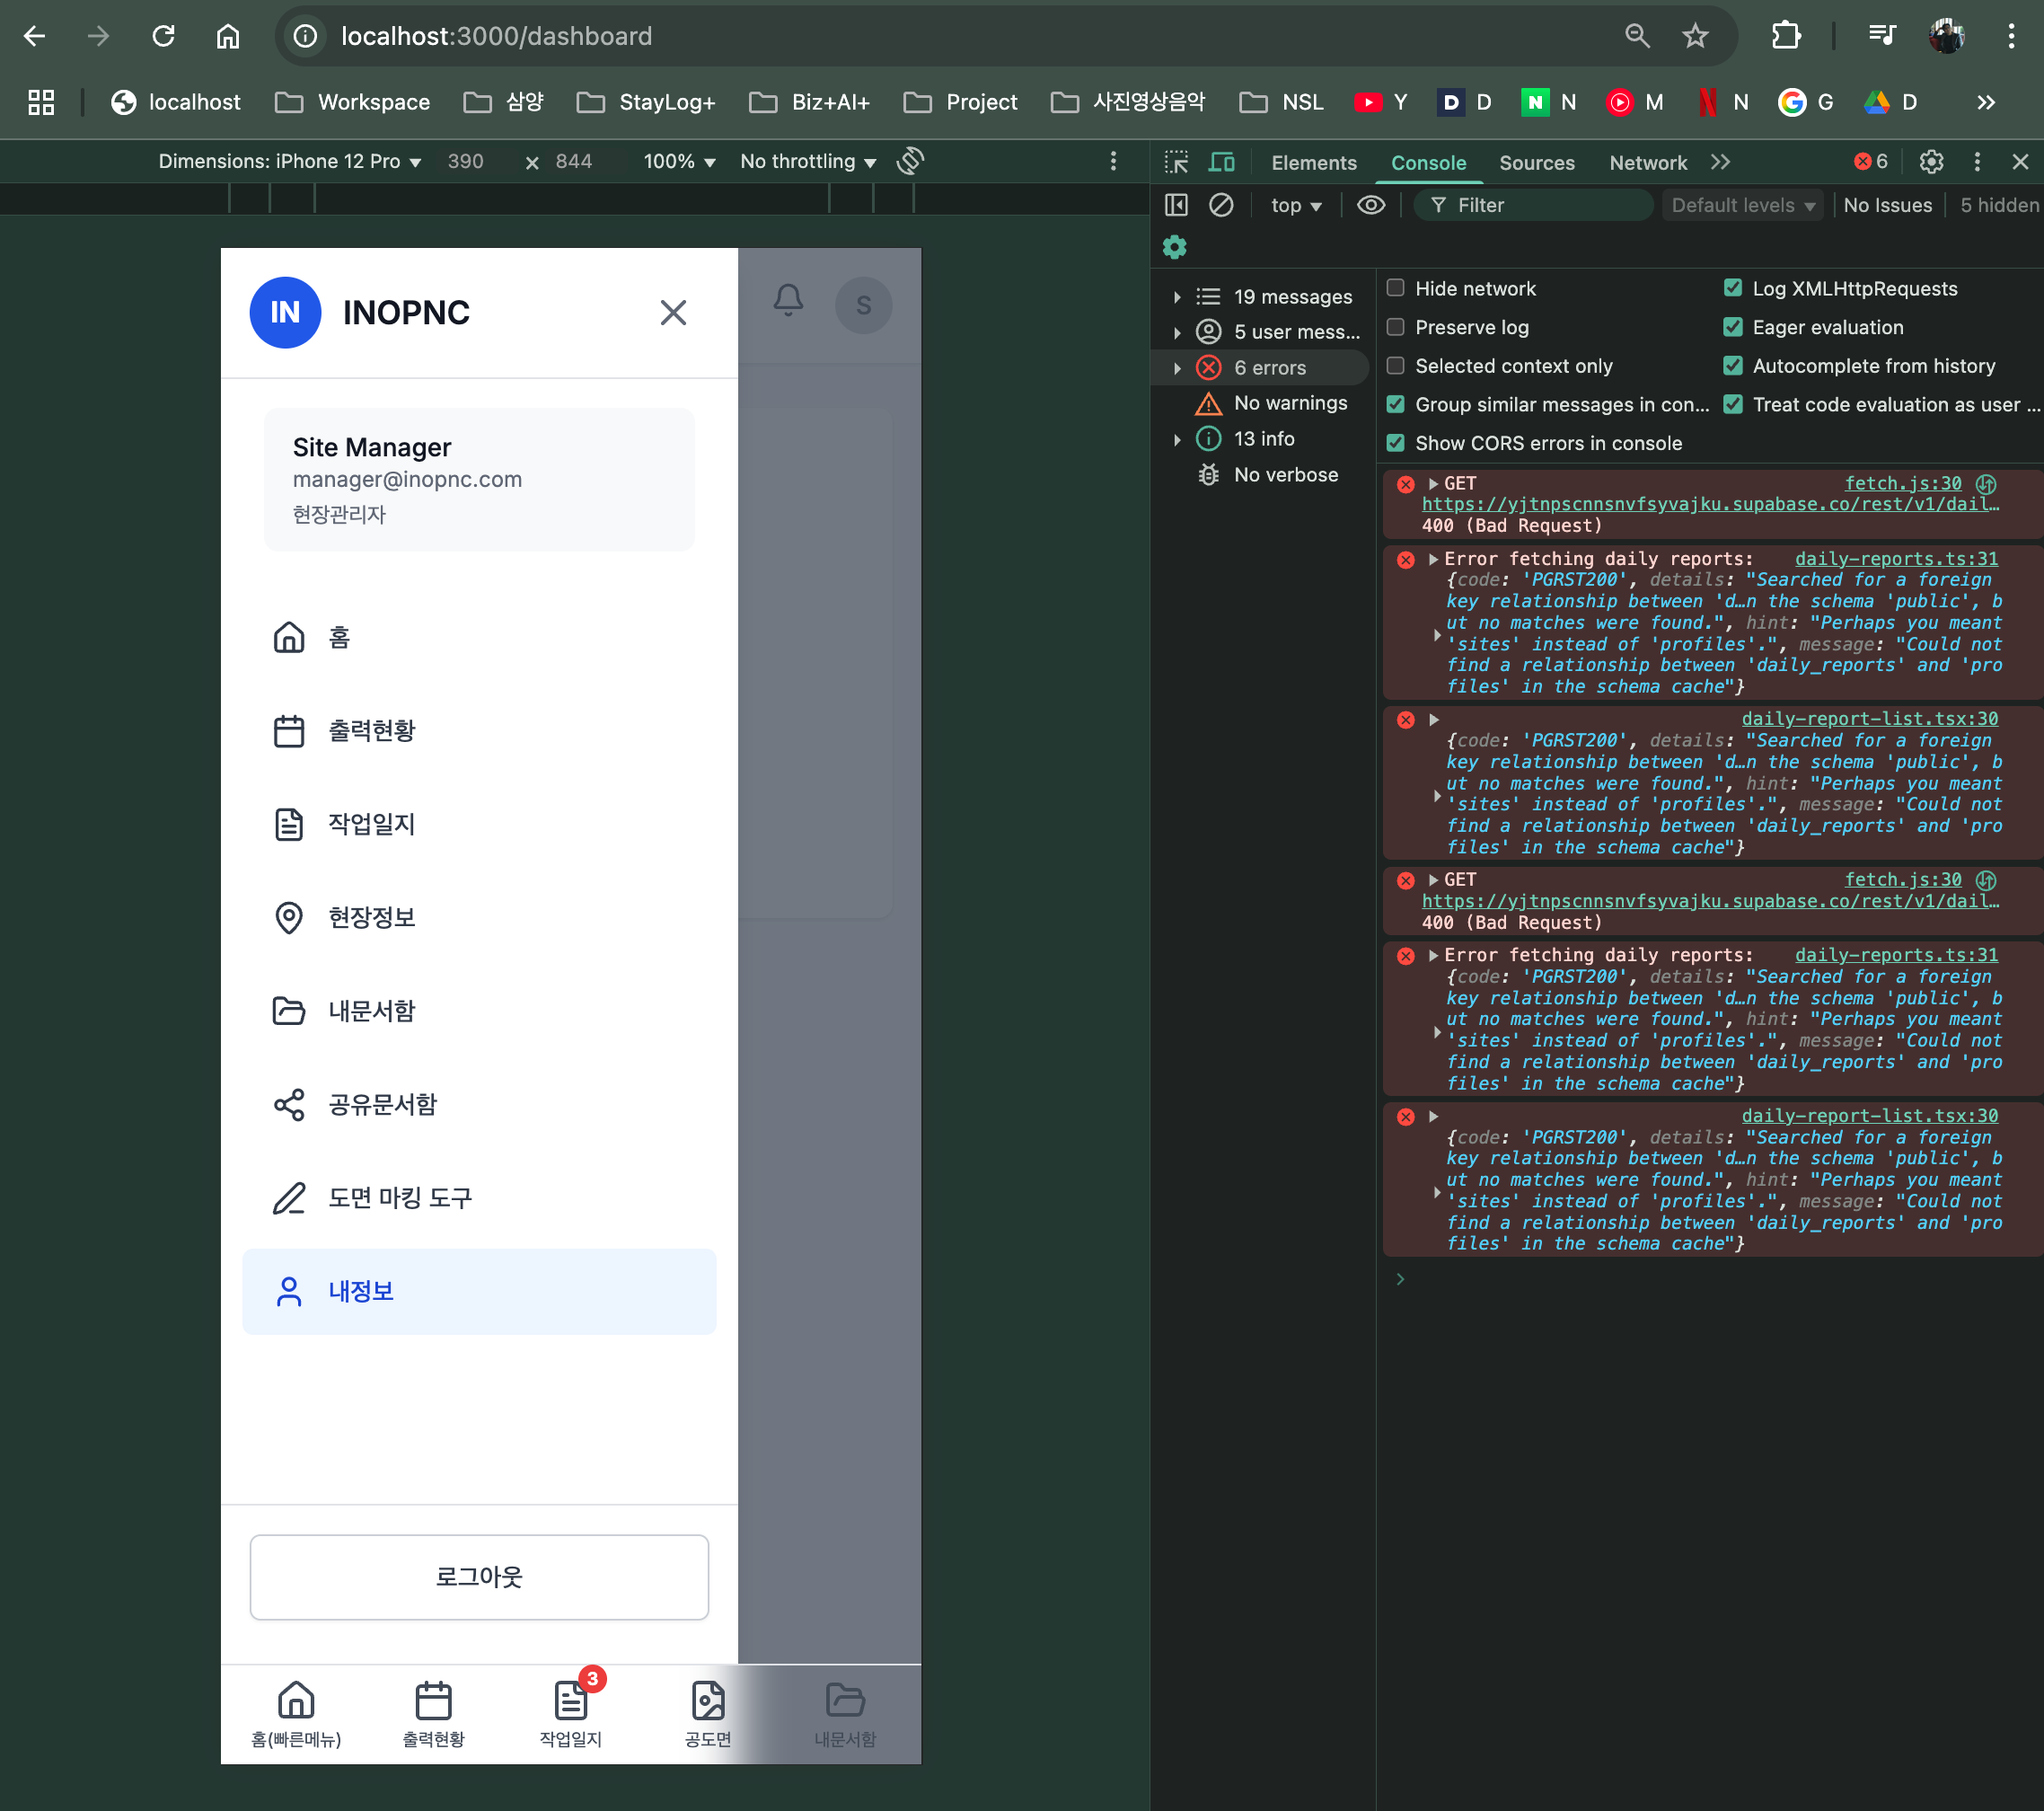 localhost:3000/dashboard
localhost
Workspace
삼양
StayLog+
Biz+AI+
Project
사진영상음악
NSL
Y
D D
N N
M
N
G
D
Dimensions: iPhone 12 Pro 390 × 844 100% No throttling
Elements Console Sources Network 6
top Filter Default levels No Issues 5 hidden
IN INOPNC
S
Site Manager
manager@inopnc.com
현장관리자
홈
출력현황
작업일지
현장정보
내문서함
공유문서함
도면 마킹 도구
내정보
로그아웃
3
홈(빠른메뉴) 출력현황 작업일지 공도면 내문서함
19 messages
5 user mess...
6 errors
No warnings
13 info
No verbose
Hide network Log XMLHttpRequests
Preserve log Eager evaluation
Selected context only Autocomplete from history
Group similar messages in con... Treat code evaluation as user ...
Show CORS errors in console
GET fetch.js:30
https://yjtnpscnnsnvfsyvajku.supabase.co/rest/v1/dail…
400 (Bad Request)
Error fetching daily reports: daily-reports.ts:31
{code: 'PGRST200', details: "Searched for a foreign
key relationship between 'd…n the schema 'public', b
ut no matches were found.", hint: "Perhaps you meant
'sites' instead of 'profiles'.", message: "Could not
find a relationship between 'daily_reports' and 'pro
files' in the schema cache"}
daily-report-list.tsx:30
{code: 'PGRST200', details: "Searched for a foreign
key relationship between 'd…n the schema 'public', b
ut no matches were found.", hint: "Perhaps you meant
'sites' instead of 'profiles'.", message: "Could not
find a relationship between 'daily_reports' and 'pro
files' in the schema cache"}
GET fetch.js:30
https://yjtnpscnnsnvfsyvajku.supabase.co/rest/v1/dail…
400 (Bad Request)
Error fetching daily reports: daily-reports.ts:31
{code: 'PGRST200', details: "Searched for a foreign
key relationship between 'd…n the schema 'public', b
ut no matches were found.", hint: "Perhaps you meant
'sites' instead of 'profiles'.", message: "Could not
find a relationship between 'daily_reports' and 'pro
files' in the schema cache"}
daily-report-list.tsx:30
{code: 'PGRST200', details: "Searched for a foreign
key relationship between 'd…n the schema 'public', b
ut no matches were found.", hint: "Perhaps you meant
'sites' instead of 'profiles'.", message: "Could not
find a relationship between 'daily_reports' and 'pro
files' in the schema cache"}